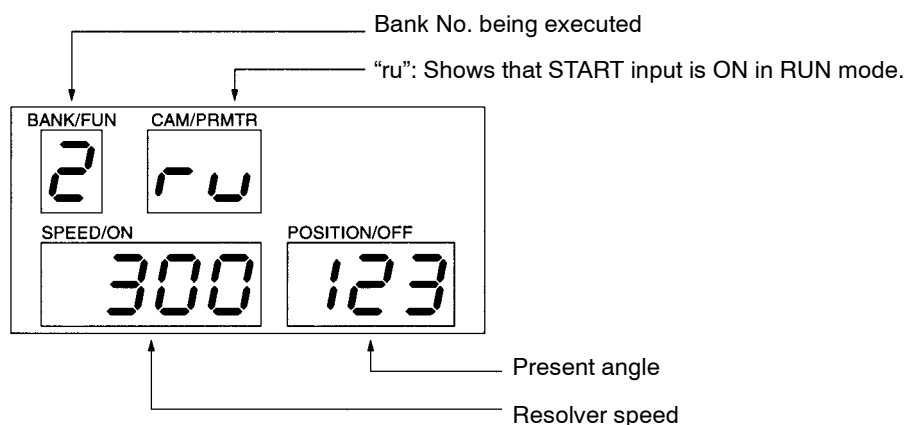 Bank No. being executed
“ru”: Shows that START input is ON in RUN mode.
BANK/FUN CAM/PRMTR
2 ru
SPEED/ON POSITION/OFF
300 123
Present angle
Resolver speed